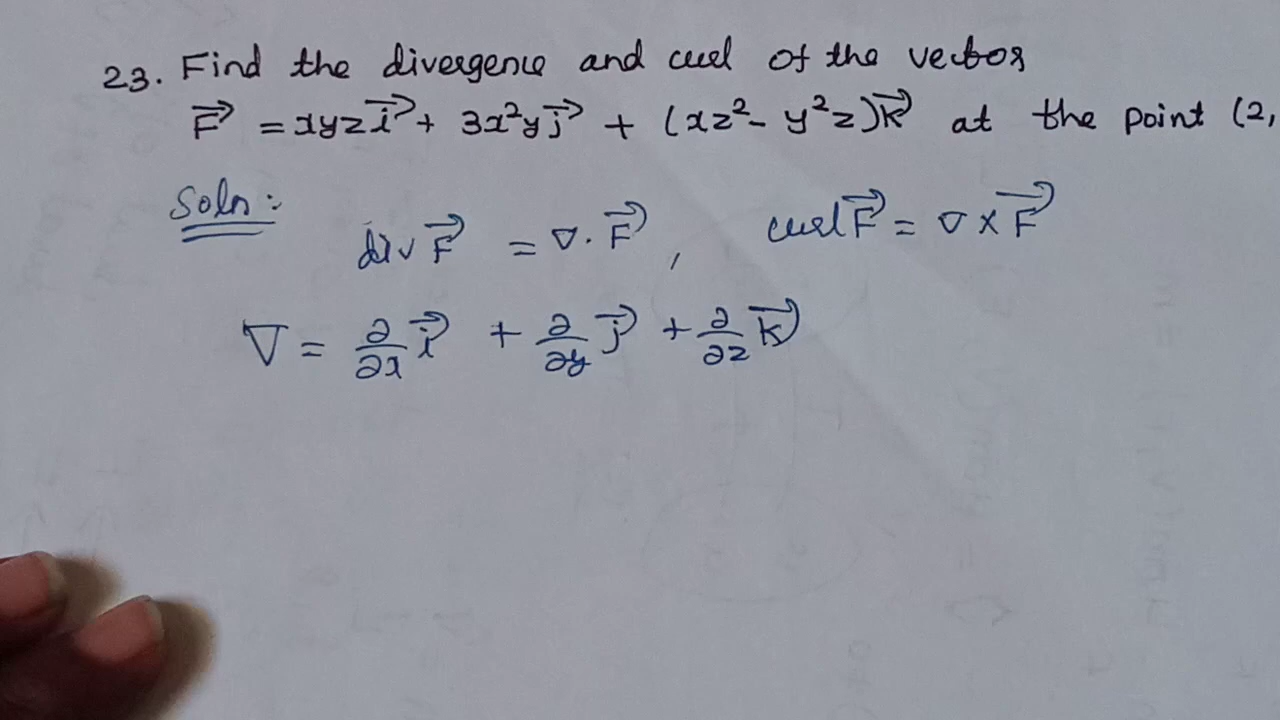 23. Find the divergence and curl of the vector
F⃗ = xyz i⃗ + 3x²y j⃗ + (xz² - y²z) k⃗ at the point (2,
Soln:
div F⃗ = ∇ . F⃗ , curl F⃗ = ∇ × F⃗
∇ = ∂/∂x i⃗ + ∂/∂y j⃗ + ∂/∂z k⃗